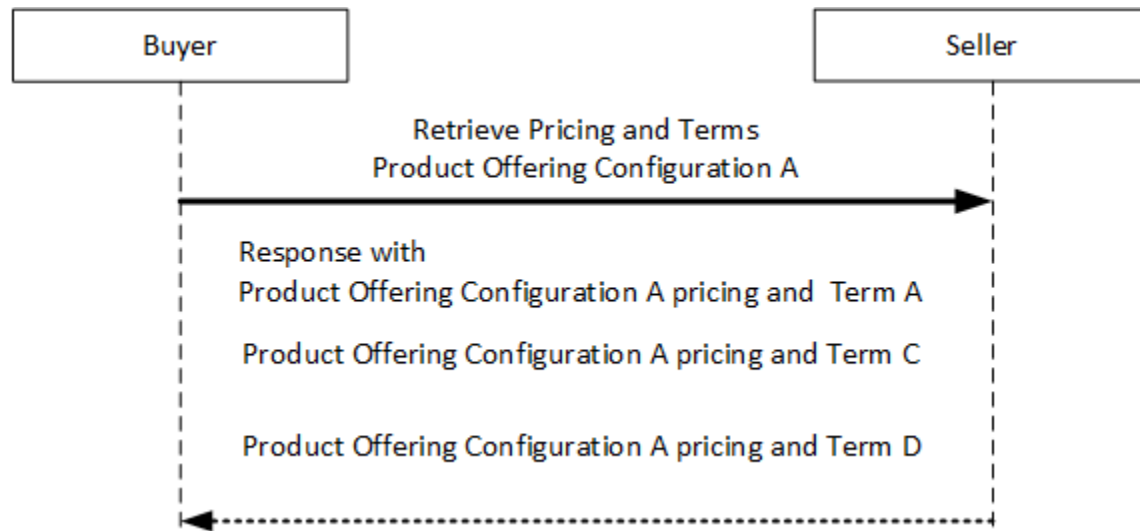 Buyer
Seller
Retrieve Pricing and Terms
Product Offering Configuration A
Response with
Product Offering Configuration A pricing and  Term A
Product Offering Configuration A pricing and Term C
Product Offering Configuration A pricing and Term D